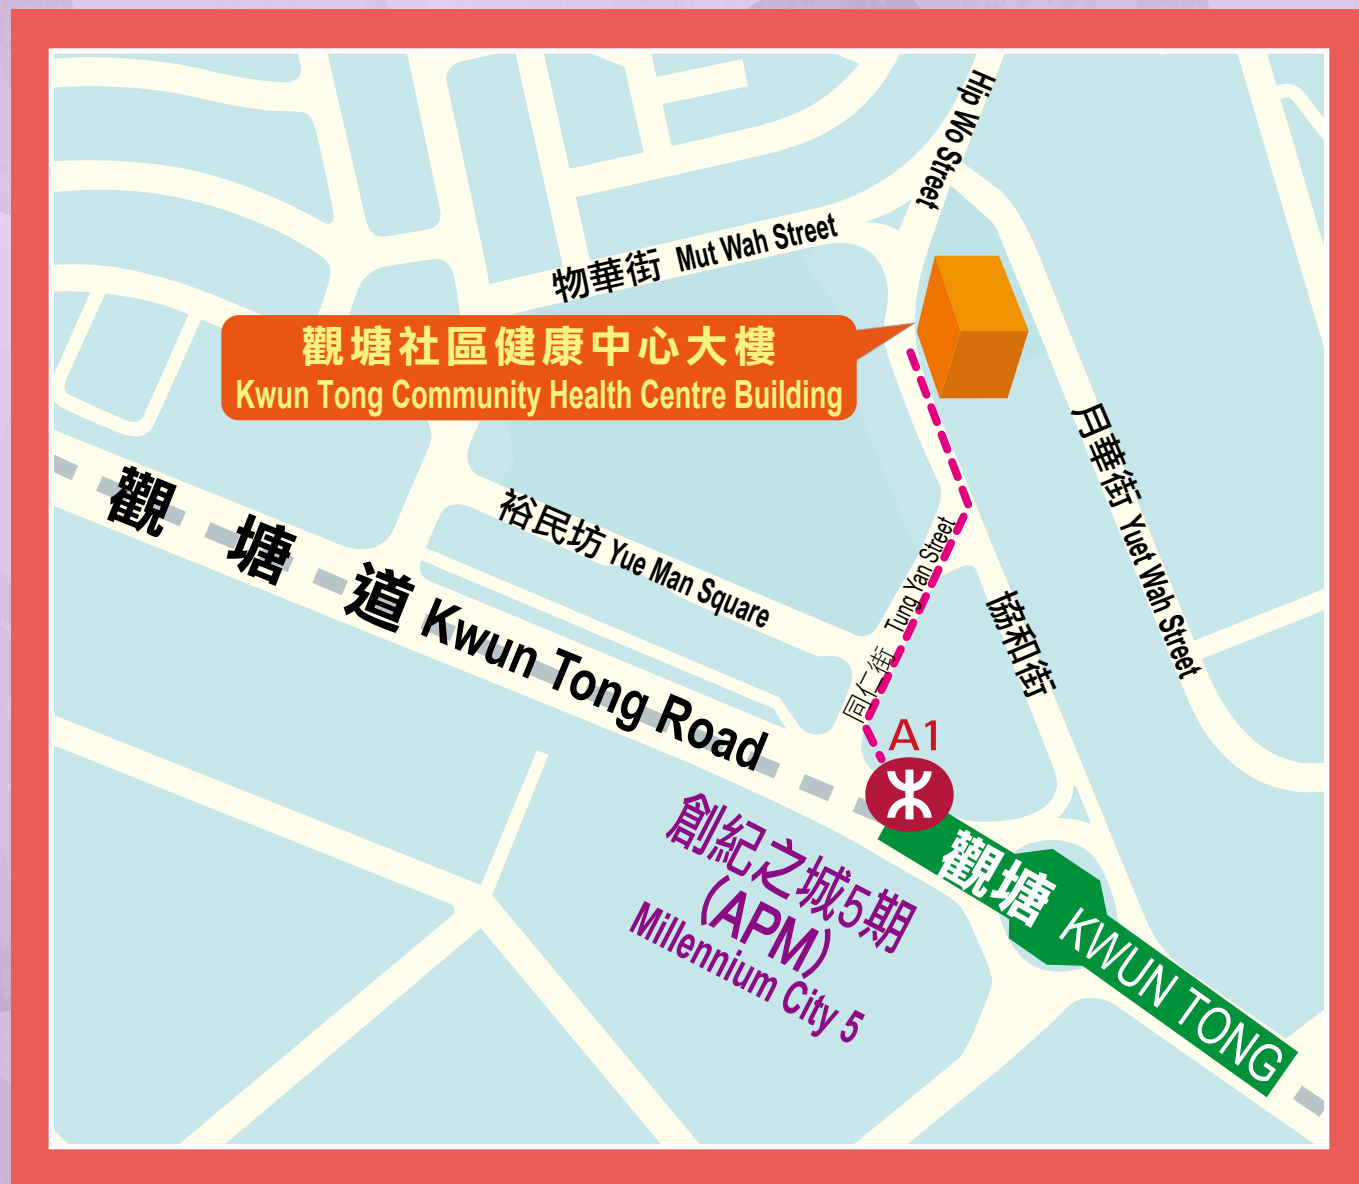 Hip Wo Street
物華街 Mut Wah Street
觀塘社區健康中心大樓
Kwun Tong Community Health Centre Building
月華街 Yuet Wah Street
裕民坊 Yue Man Square
觀塘道 Kwun Tong Road
同仁街 Tung Yan Street
協和街
A1
創紀之城5期
(APM)
Millennium City 5
觀塘 KWUN TONG